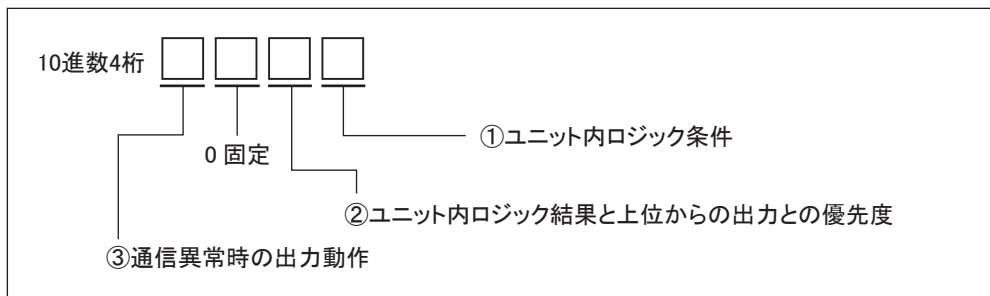 10進数4桁
①ユニット内ロジック条件
0 固定
②ユニット内ロジック結果と上位からの出力との優先度
③通信異常時の出力動作